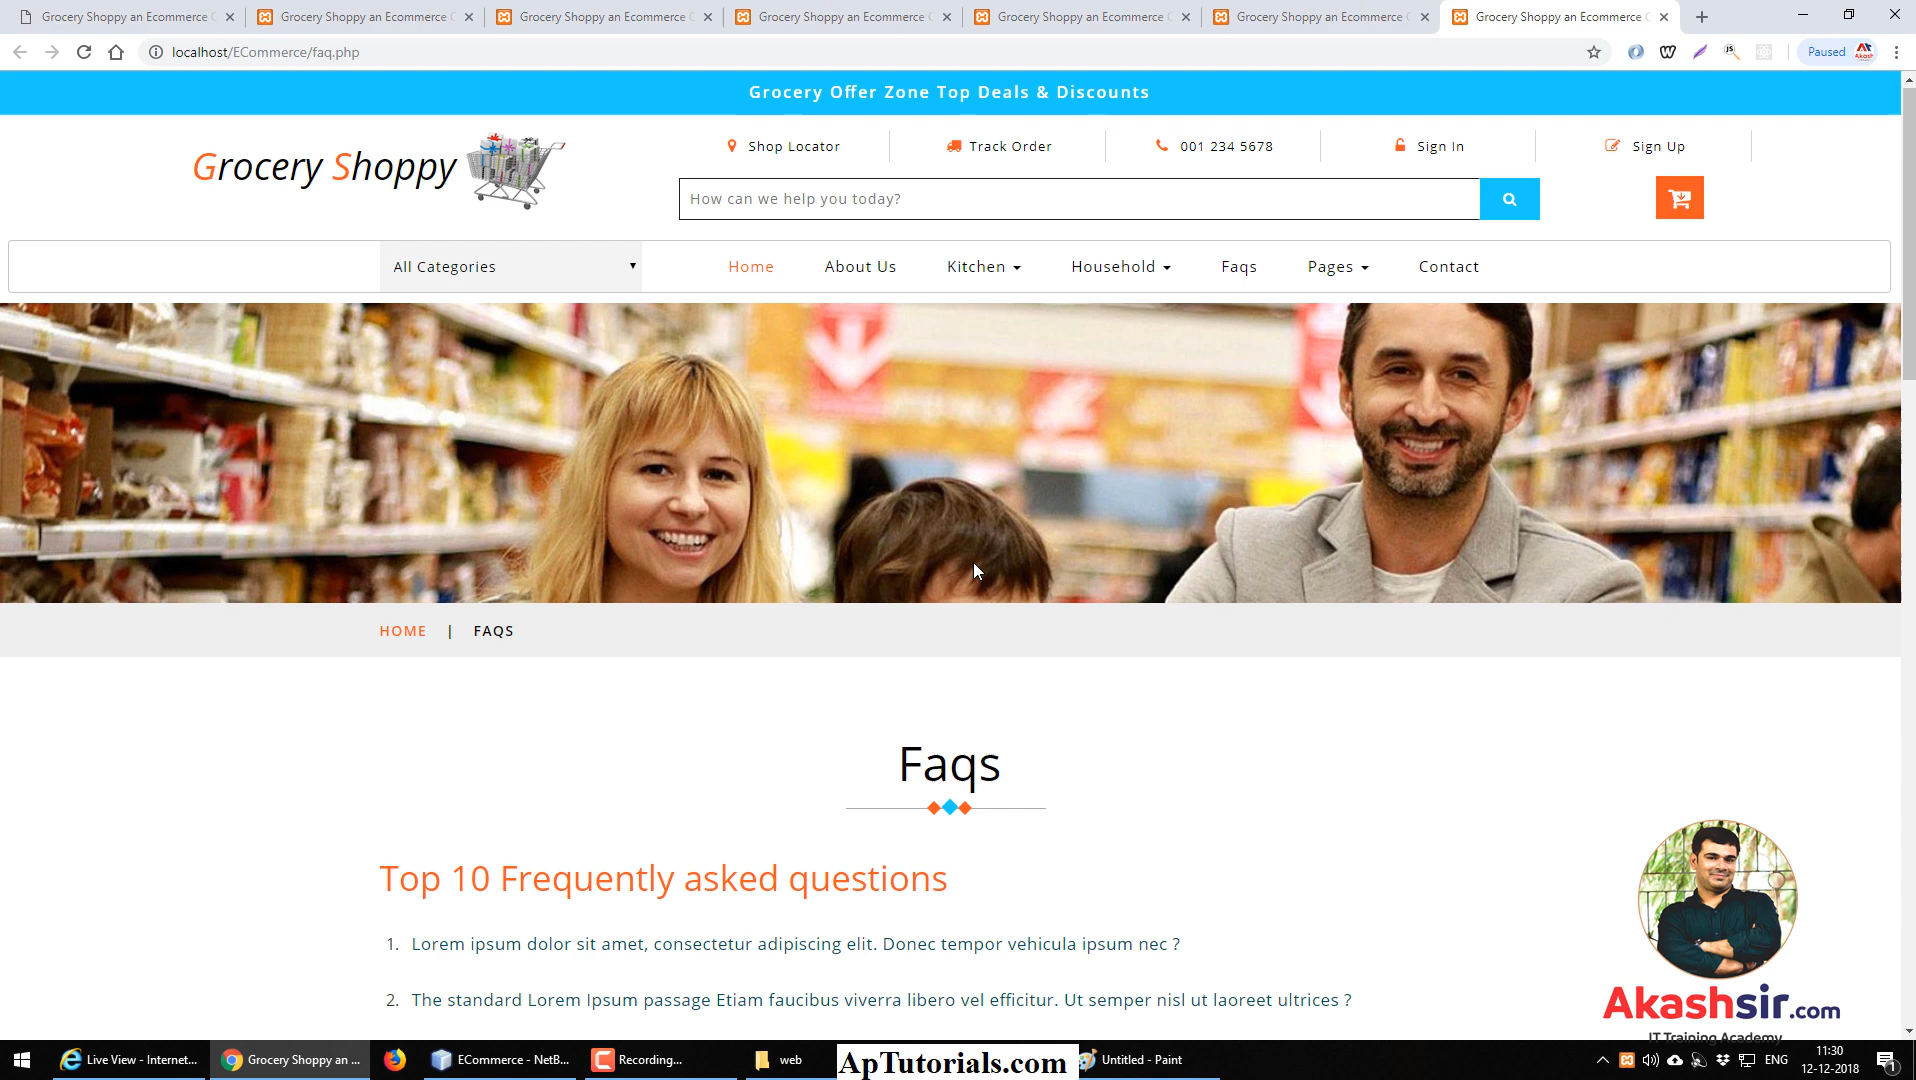 Grocery Shoppy an Ecommerce
Grocery Shoppy an Ecommerce
Grocery Shoppy an Ecommerce
Grocery Shoppy an Ecommerce
Grocery Shoppy an Ecommerce
Grocery Shoppy an Ecommerce
Grocery Shoppy an Ecommerce
localhost/ECommerce/faq.php
Paused
Grocery Offer Zone Top Deals & Discounts
Grocery Shoppy
Shop Locator
Track Order
001 234 5678
Sign In
Sign Up
How can we help you today?
All Categories
Home
About Us
Kitchen
Household
Faqs
Pages
Contact
HOME | FAQS
Faqs
Top 10 Frequently asked questions
1. Lorem ipsum dolor sit amet, consectetur adipiscing elit. Donec tempor vehicula ipsum nec ?
2. The standard Lorem Ipsum passage Etiam faucibus viverra libero vel efficitur. Ut semper nisl ut laoreet ultrices ?
Akashsir.com
IT Training Academy
Live View - Internet...
Grocery Shoppy an ...
ECommerce - NetB...
Recording...
web
ApTutorials.com
Untitled - Paint
ENG
11:30
12-12-2018
1